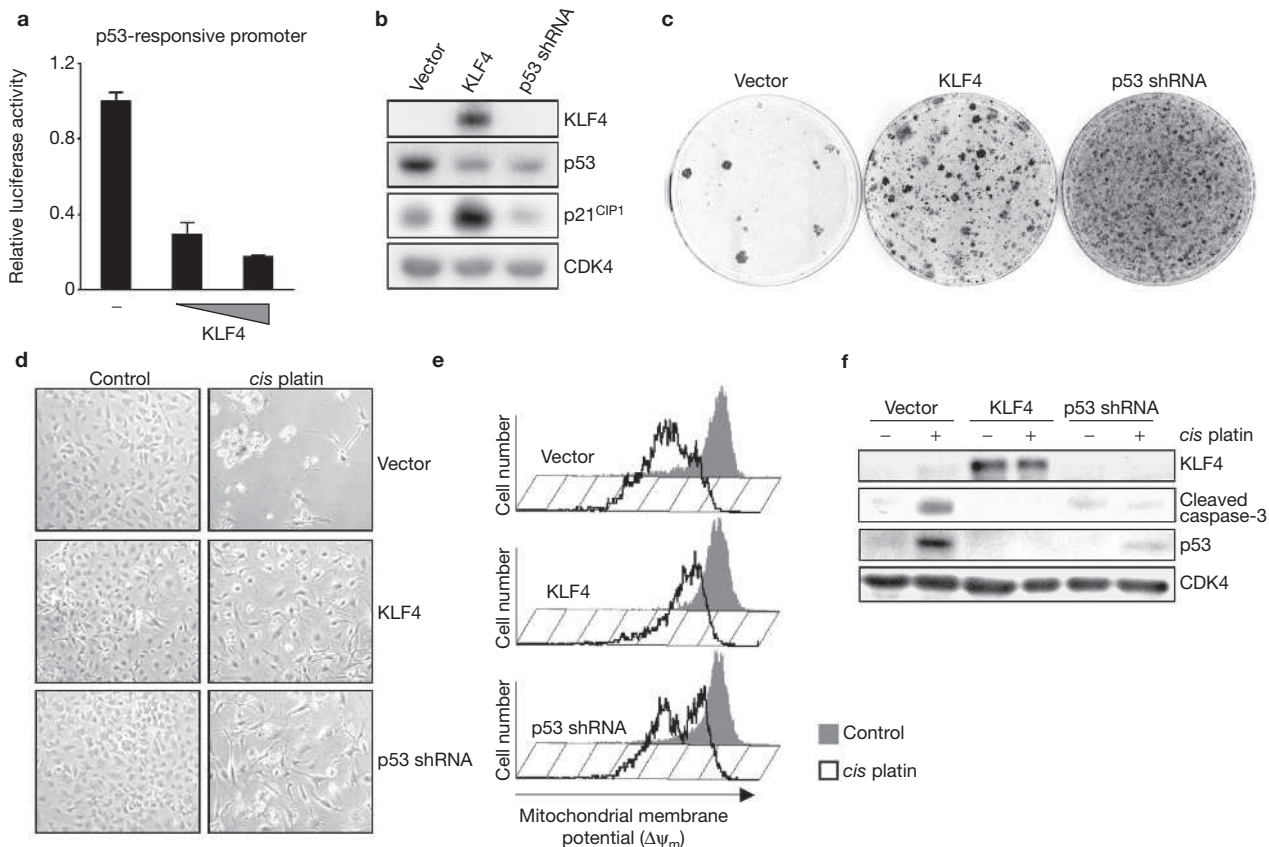 a
p53-responsive promoter
Relative luciferase activity
1.2
0.8
0.4
0
–
KLF4
b
Vector
KLF4
p53 shRNA
KLF4
p53
p21CIP1
CDK4
c
Vector
KLF4
p53 shRNA
d
Control
cis platin
Vector
KLF4
p53 shRNA
e
Cell number
Vector
Cell number
KLF4
Cell number
p53 shRNA
Mitochondrial membrane
potential (Δψm)
Control
cis platin
f
Vector KLF4 p53 shRNA
– + – + – + cis platin
KLF4
Cleaved
caspase-3
p53
CDK4